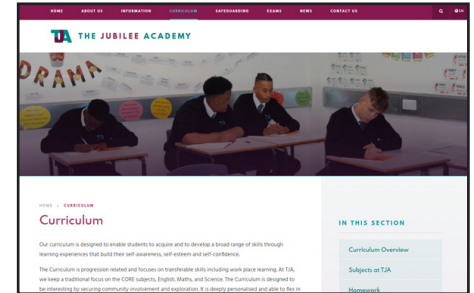 HOME ABOUT US INFORMATION CURRICULUM SAFEGUARDING EXAMS NEWS CONTACT US
TJA THE JUBILEE ACADEMY
DRAMA
HOME > CURRICULUM
Curriculum
IN THIS SECTION
Our curriculum is designed to enable students to acquire and to develop a broad range of skills through
learning experiences that build their self-awareness, self-esteem and self-confidence.
Curriculum Overview
The Curriculum is progression related and focuses on transferable skills including work place learning. At TJA,
we keep a traditional focus on the CORE subjects, English, Maths, and Science. The Curriculum is designed to
Subjects at TJA
be interesting by securing community involvement and exploration. It is deeply personalised and able to flex in
Homework